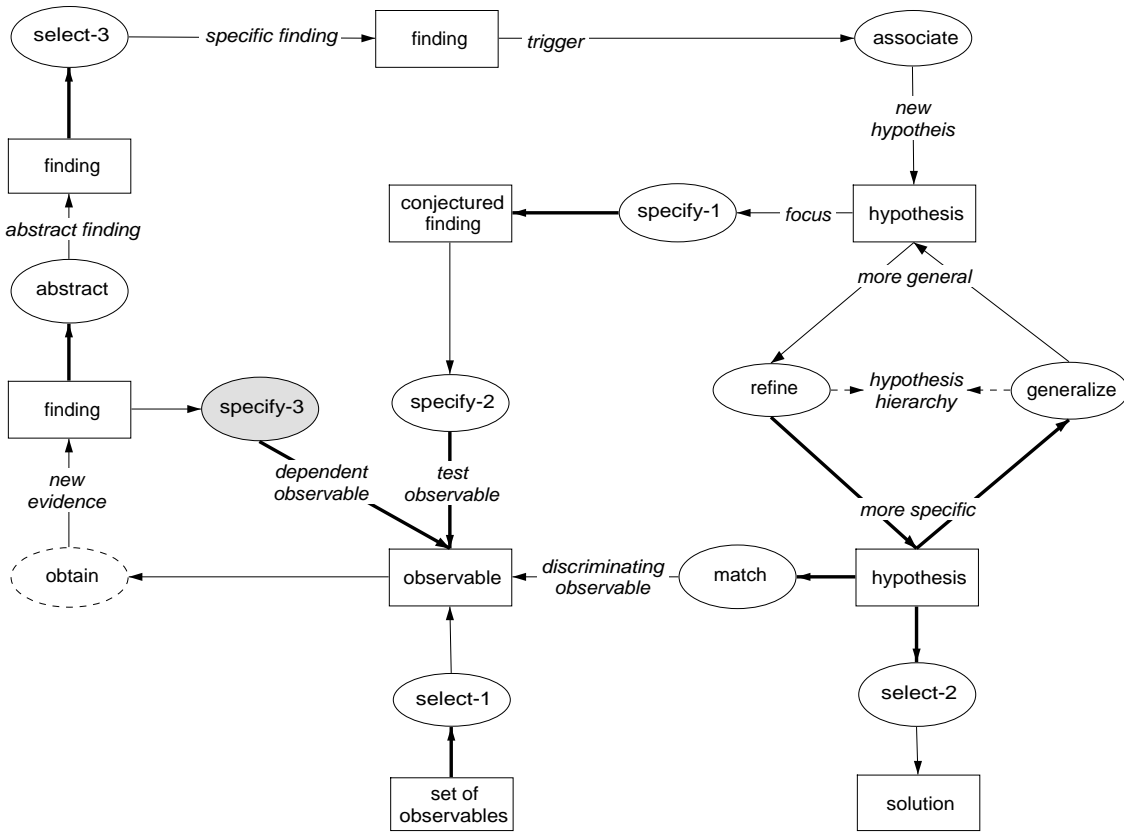 select-3
specific finding
finding
trigger
associate
new
hypotheis
finding
conjectured
finding
specify-1
focus
hypothesis
abstract finding
more general
abstract
refine
hypothesis
hierarchy
generalize
finding
specify-3
specify-2
dependent
observable
test
observable
new
evidence
more specific
obtain
observable
discriminating
observable
match
hypothesis
select-1
select-2
set of
observables
solution